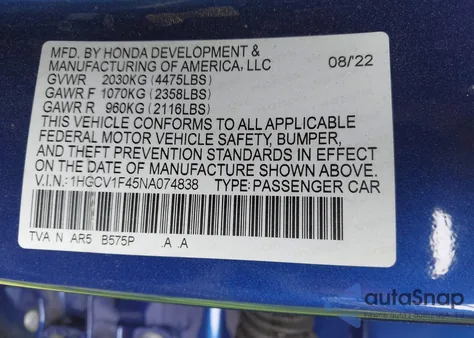 MFD. BY HONDA DEVELOPMENT & 08/22
MANUFACTURING OF AMERICA, LLC
GVWR 2030KG (4475LBS)
GAWR F 1070KG (2358LBS)
GAWR R 960KG (2116LBS)
THIS VEHICLE CONFORMS TO ALL APPLICABLE
FEDERAL MOTOR VEHICLE SAFETY, BUMPER,
AND THEFT PREVENTION STANDARDS IN EFFECT
ON THE DATE OF MANUFACTURE SHOWN ABOVE.
V.I.N.: 1HGCV1F45NA074838 TYPE: PASSENGER CAR
TVA N AR5 B575P .A .A
autoSnap